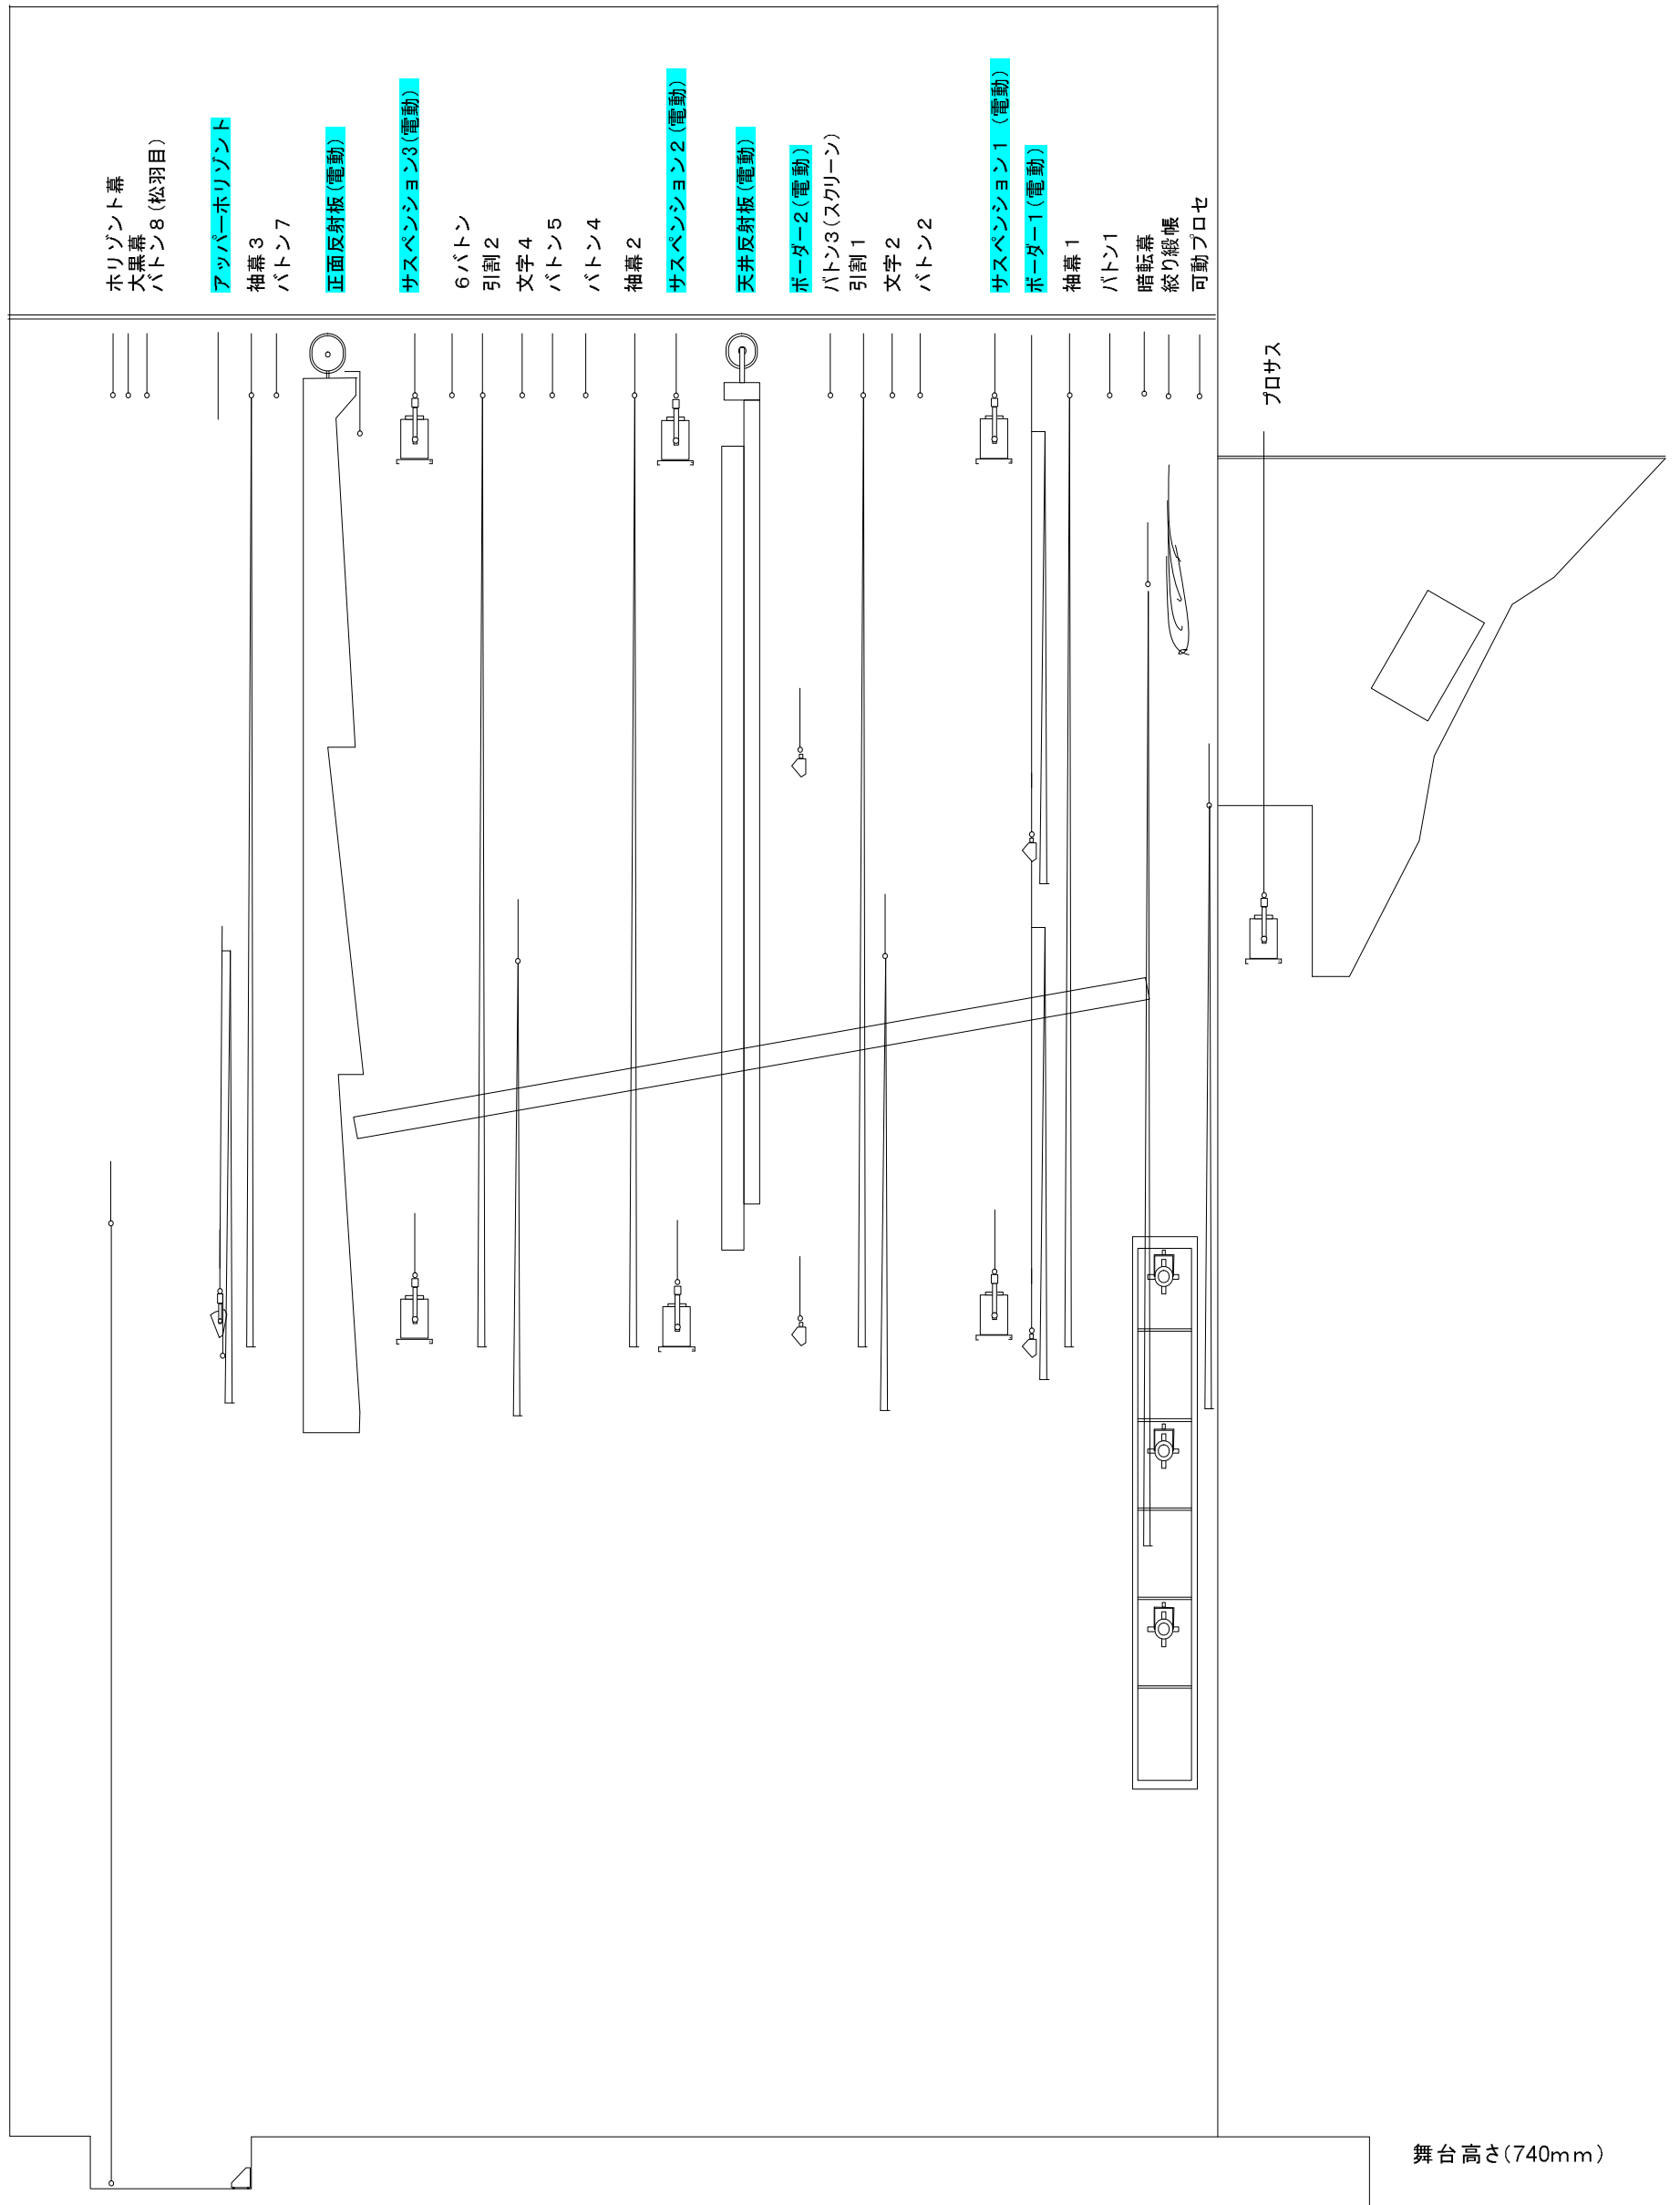 ホリゾント幕
大黒幕
バトン８（松羽目）
アッパーホリゾント
袖幕３
バトン７
正面反射板（電動）
サスペンション3（電動）
６バトン
引割２
文字４
バトン５
バトン４
袖幕２
サスペンション２（電動）
天井反射板（電動）
ボーダー２（電動）
バトン３（スクリーン）
引割１
文字２
バトン２
サスペンション１（電動）
ボーダー１（電動）
袖幕１
バトン１
暗転幕
絞り緞帳
可動プロセ
プロサス
舞台高さ（740ｍｍ）